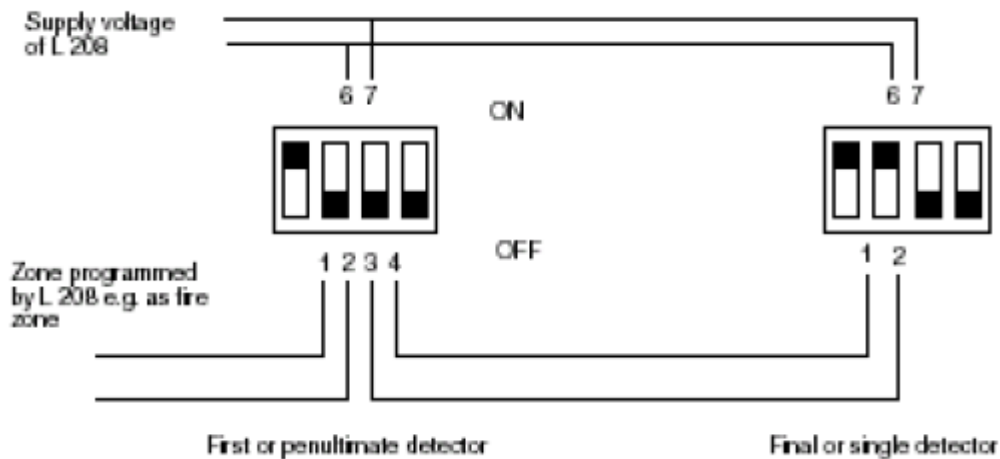 Supply voltage
of L 208
6 7
6 7
ON
OFF
1 2 3 4
1 2
Zone programmed
by L 208 e.g. as fire
zone
First or penultimate detector
Final or single detector